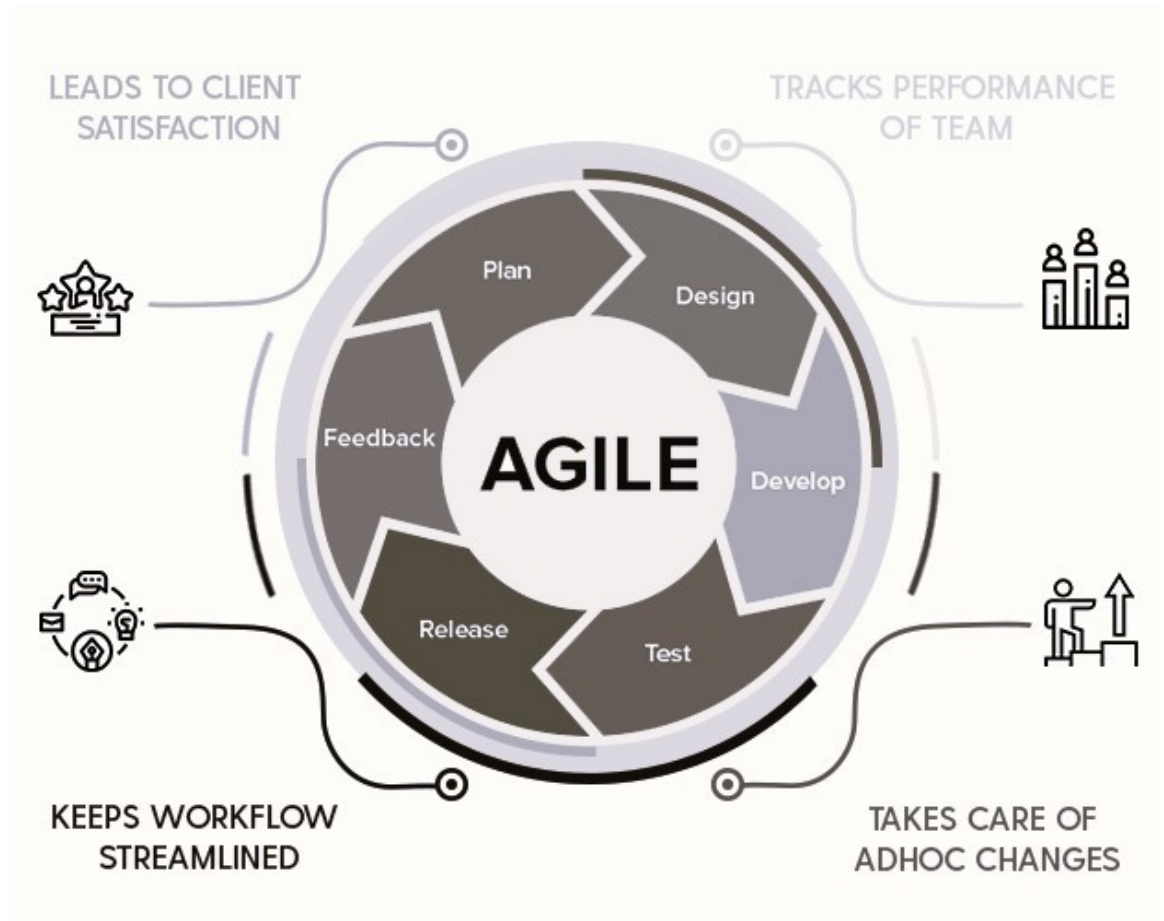 LEADS TO CLIENT
SATISFACTION
TRACKS PERFORMANCE
OF TEAM
Plan
Design
Feedback
AGILE
Develop
Release
Test
KEEPS WORKFLOW
STREAMLINED
TAKES CARE OF
ADHOC CHANGES